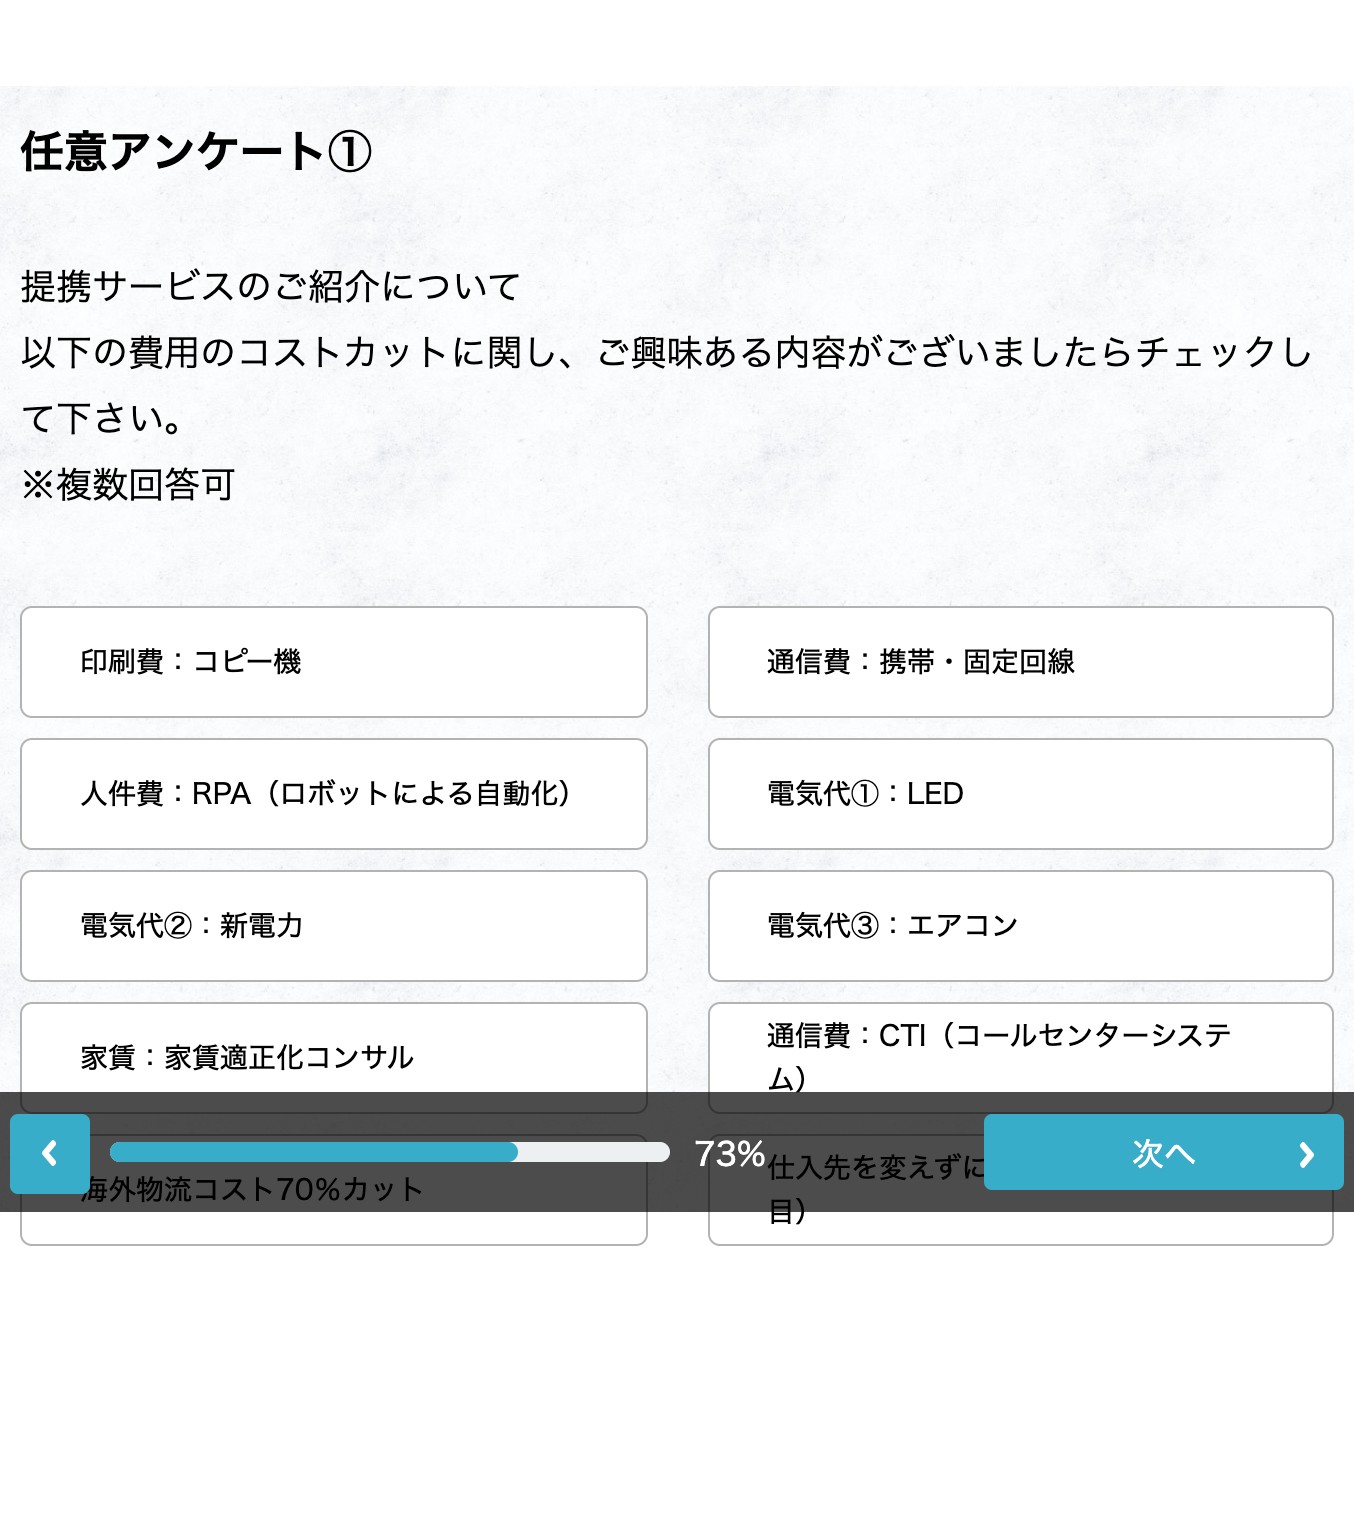 任意アンケート①
提携サービスのご紹介について
以下の費用のコストカットに関し、ご興味ある内容がございましたらチェックし
て下さい。
※複数回答可
印刷費：コピー機
通信費：携帯・固定回線
人件費：RPA（ロボットによる自動化）
電気代①：LED
電気代②：新電力
電気代③：エアコン
家賃：家賃適正化コンサル
通信費：CTI（コールセンターシステ
ム）
73%
次へ
海外物流コスト70%カット
仕入先を変えずに
目）